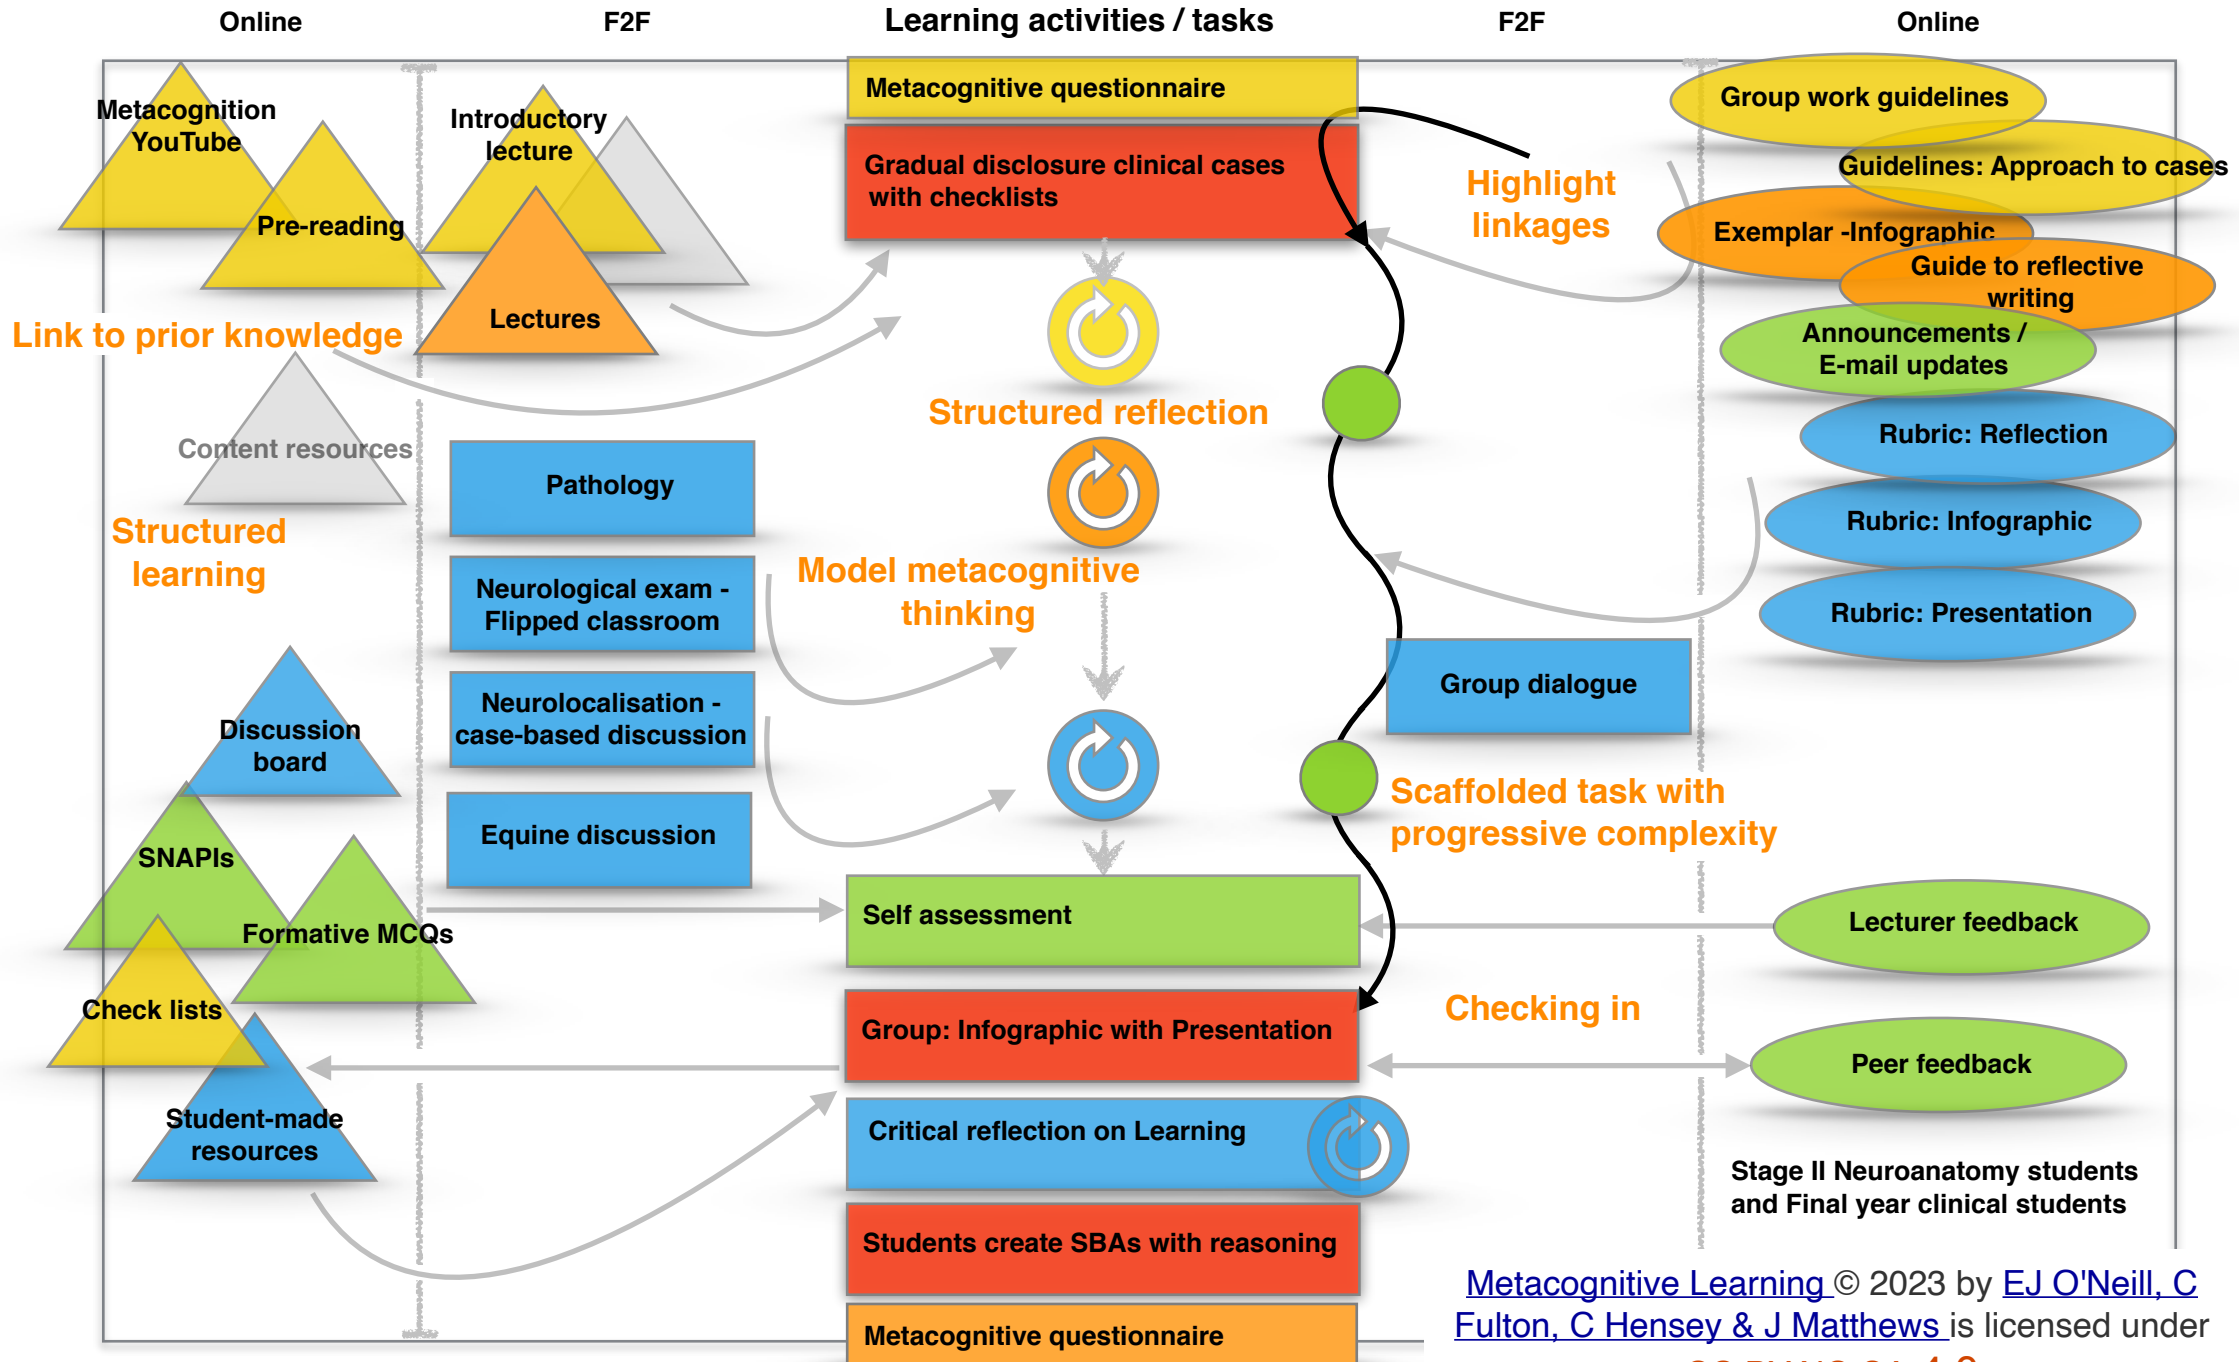 Online
F2F
Learning activities / tasks
F2F
Online
Metacognition
YouTube
Pre-reading
Introductory
lecture
Lectures
Link to prior knowledge
Content resources
Structured
learning
Pathology
Neurological exam -
Flipped classroom
Neurolocalisation -
case-based discussion
Equine discussion
Discussion
board
SNAPIs
Formative MCQs
Check lists
Student-made
resources
Metacognitive questionnaire
Gradual disclosure clinical cases
with checklists
Structured reflection
Model metacognitive
thinking
Self assessment
Group: Infographic with Presentation
Critical reflection on Learning
Students create SBAs with reasoning
Metacognitive questionnaire
Highlight
linkages
Group dialogue
Scaffolded task with
progressive complexity
Checking in
Group work guidelines
Guidelines: Approach to cases
Exemplar -Infographic
Guide to reflective
writing
Announcements /
E-mail updates
Rubric: Reflection
Rubric: Infographic
Rubric: Presentation
Lecturer feedback
Peer feedback
Stage II Neuroanatomy students
and Final year clinical students
Metacognitive Learning © 2023 by EJ O'Neill, C
Fulton, C Hensey & J Matthews is licensed under